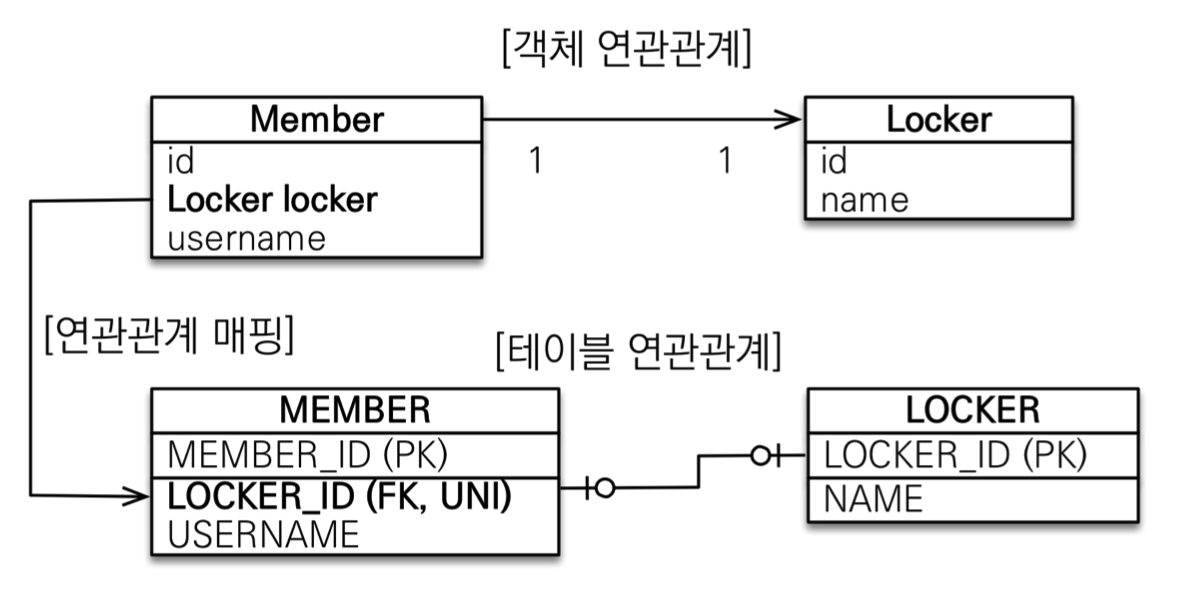 [객체 연관관계]
Member
id
Locker locker
username
1
1
Locker
id
name
[연관관계 매핑]
[테이블 연관관계]
MEMBER
MEMBER_ID (PK)
LOCKER_ID (FK, UNI)
USERNAME
LOCKER
LOCKER_ID (PK)
NAME